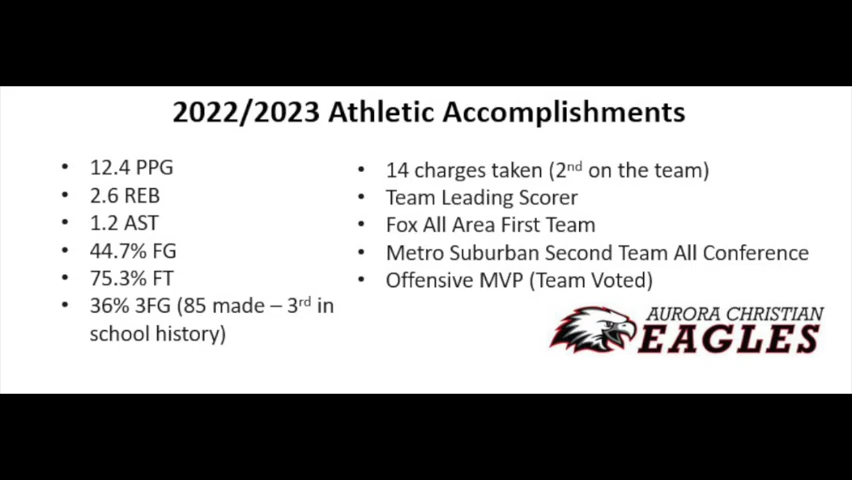 2022/2023 Athletic Accomplishments
• 12.4 PPG
• 2.6 REB
• 1.2 AST
• 44.7% FG
• 75.3% FT
• 36% 3FG (85 made – 3rd in
school history)
• 14 charges taken (2nd on the team)
• Team Leading Scorer
• Fox All Area First Team
• Metro Suburban Second Team All Conference
• Offensive MVP (Team Voted)
AURORA CHRISTIAN
EAGLES